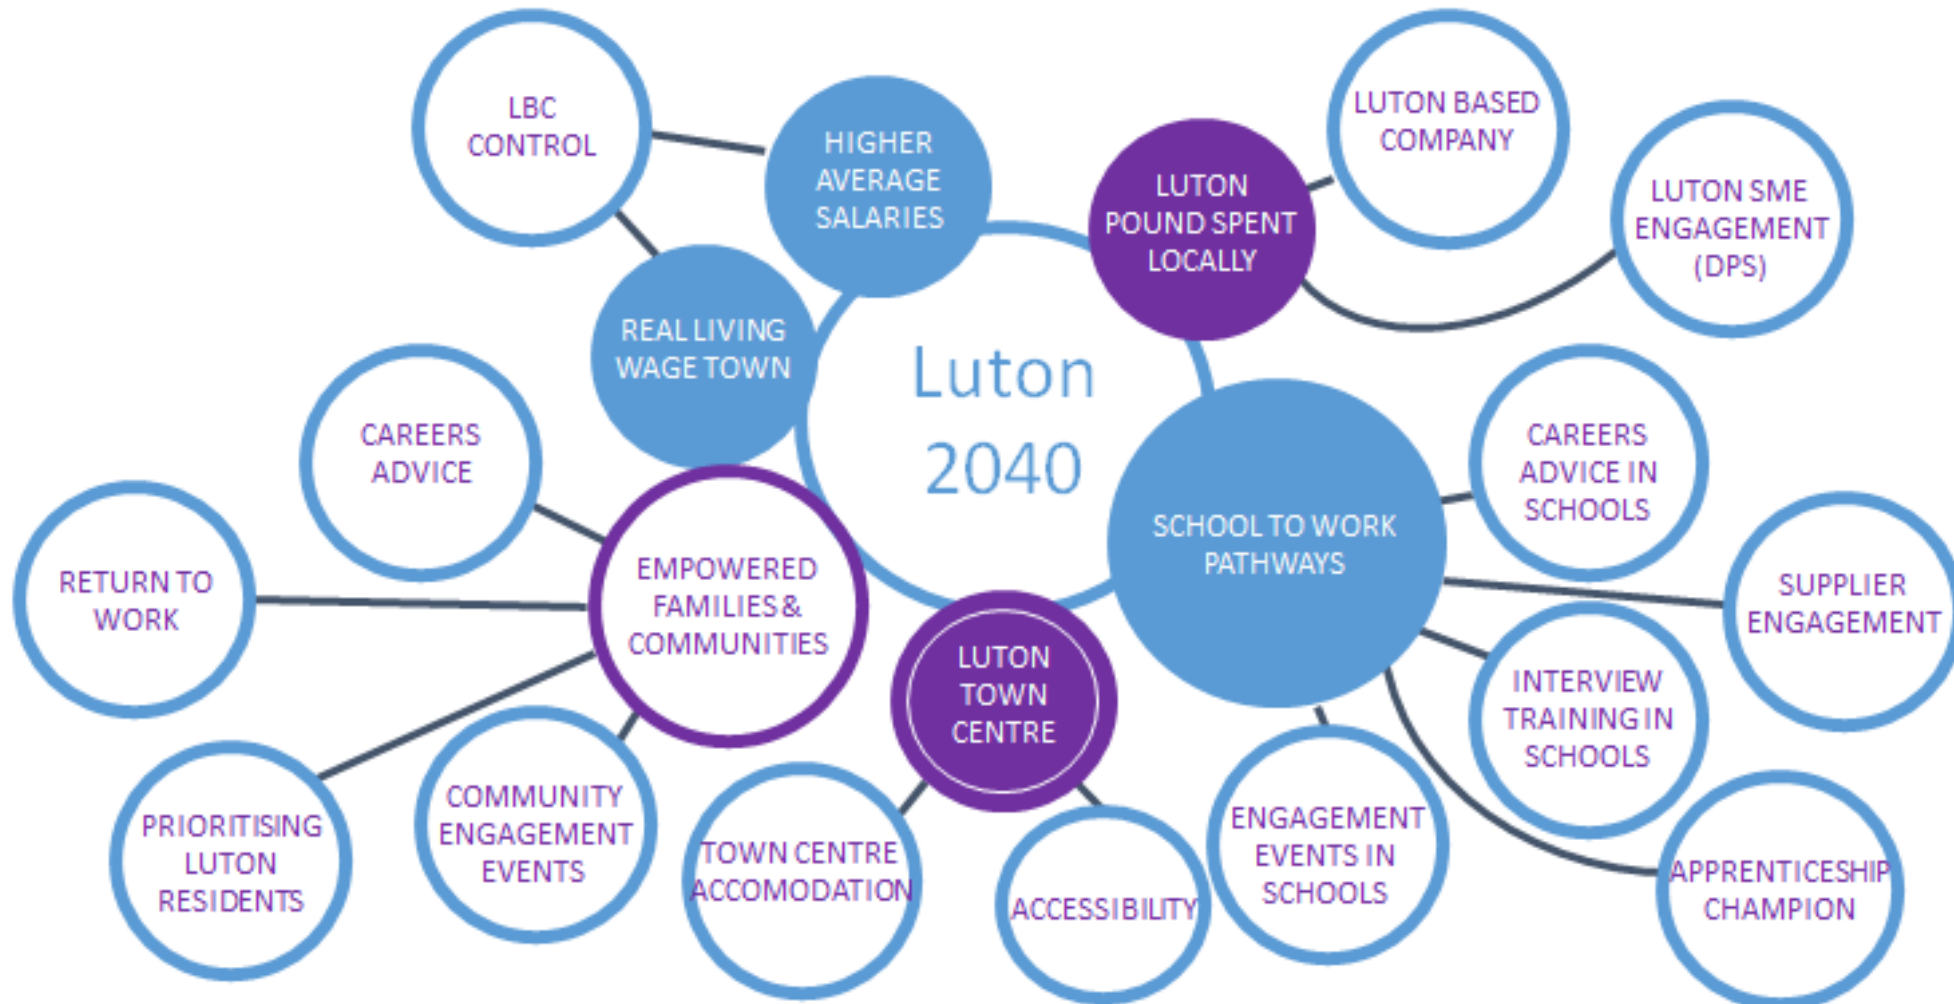 LBC
CONTROL
HIGHER
AVERAGE
SALARIES
LUTON
POUND SPENT
LOCALLY
LUTON BASED
COMPANY
LUTON SME
ENGAGEMENT
(DPS)
REAL LIVING
WAGE TOWN
Luton
2040
CAREERS
ADVICE
CAREERS
ADVICE IN
SCHOOLS
SCHOOL TO WORK
PATHWAYS
RETURN TO
WORK
EMPOWERED
FAMILIES &
COMMUNITIES
SUPPLIER
ENGAGEMENT
LUTON
TOWN
CENTRE
INTERVIEW
TRAINING IN
SCHOOLS
PRIORITISING
LUTON
RESIDENTS
COMMUNITY
ENGAGEMENT
EVENTS
TOWN CENTRE
ACCOMODATION
ACCESSIBILITY
ENGAGEMENT
EVENTS IN
SCHOOLS
APPRENTICESHIP
CHAMPION